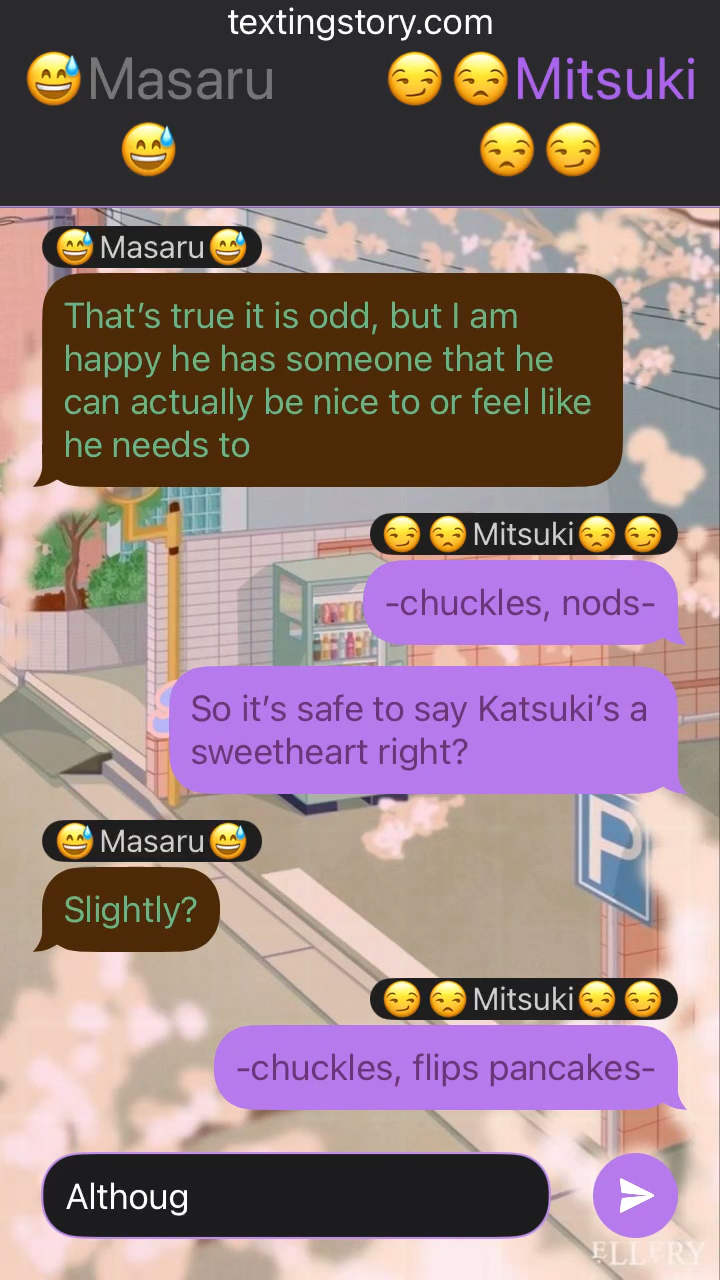 textingstory.com
😅Masaru 😏😒Mitsuki
😅 😒😏
😅Masaru😅
That’s true it is odd, but I am
happy he has someone that he
can actually be nice to or feel like
he needs to
😏😒Mitsuki😒😏
-chuckles, nods-
So it’s safe to say Katsuki’s a
sweetheart right?
😅Masaru😅
Slightly?
😏😒Mitsuki😒😏
-chuckles, flips pancakes-
P
Althoug
ELLERY